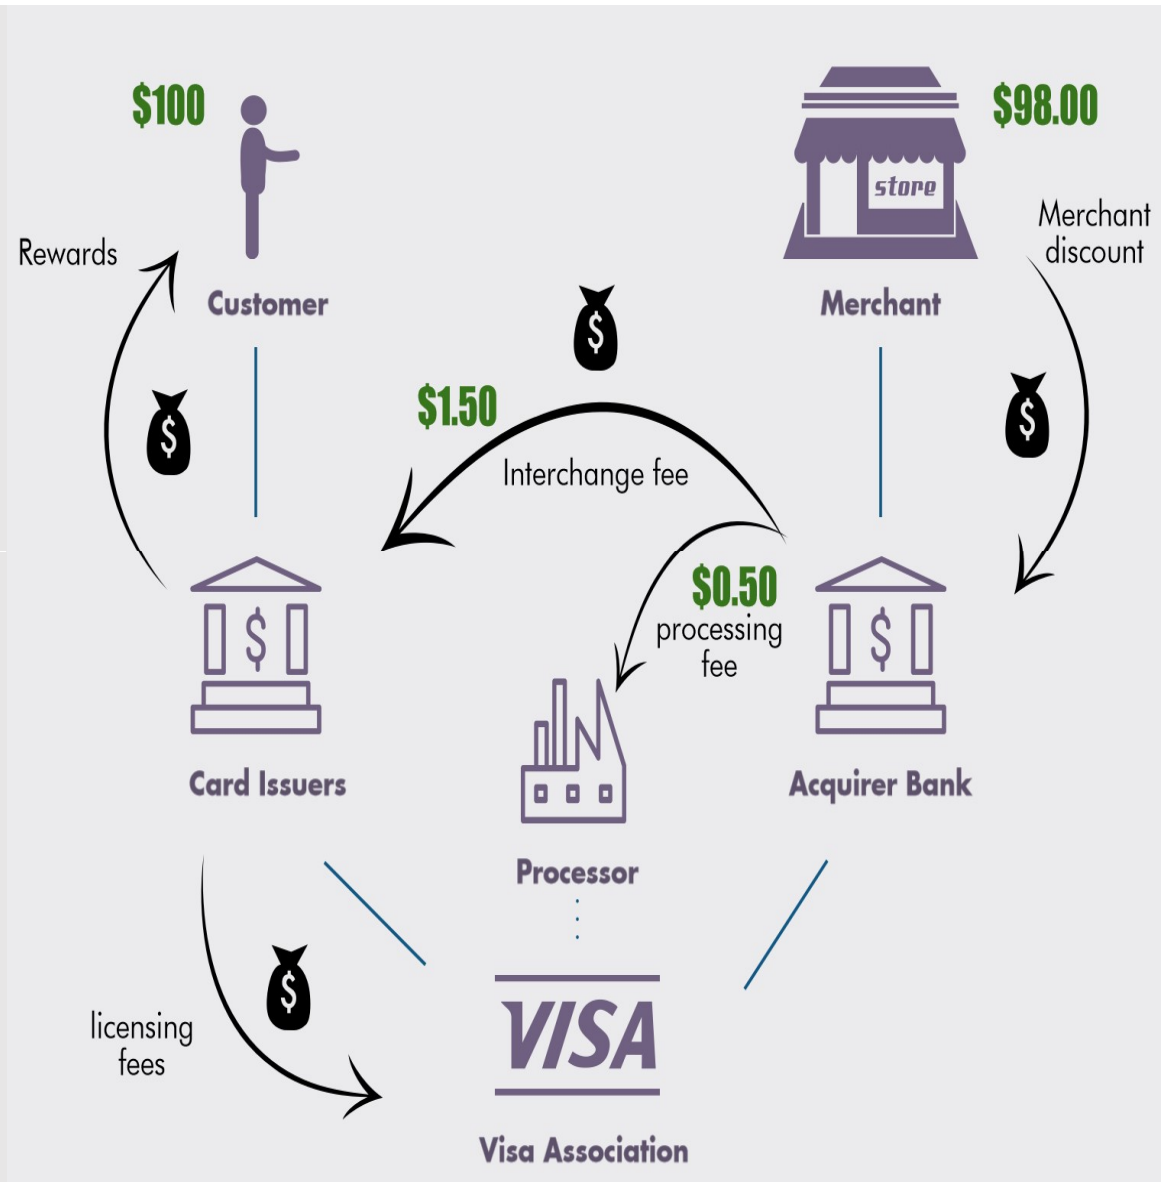 $100
$98.00
store
Merchant
discount
Rewards
Customer
Merchant
$
$1.50
$
$
Interchange fee
$0.50
processing
fee
$
$
Card Issuers
Acquirer Bank
Processor
$
licensing
fees
VISA
Visa Association